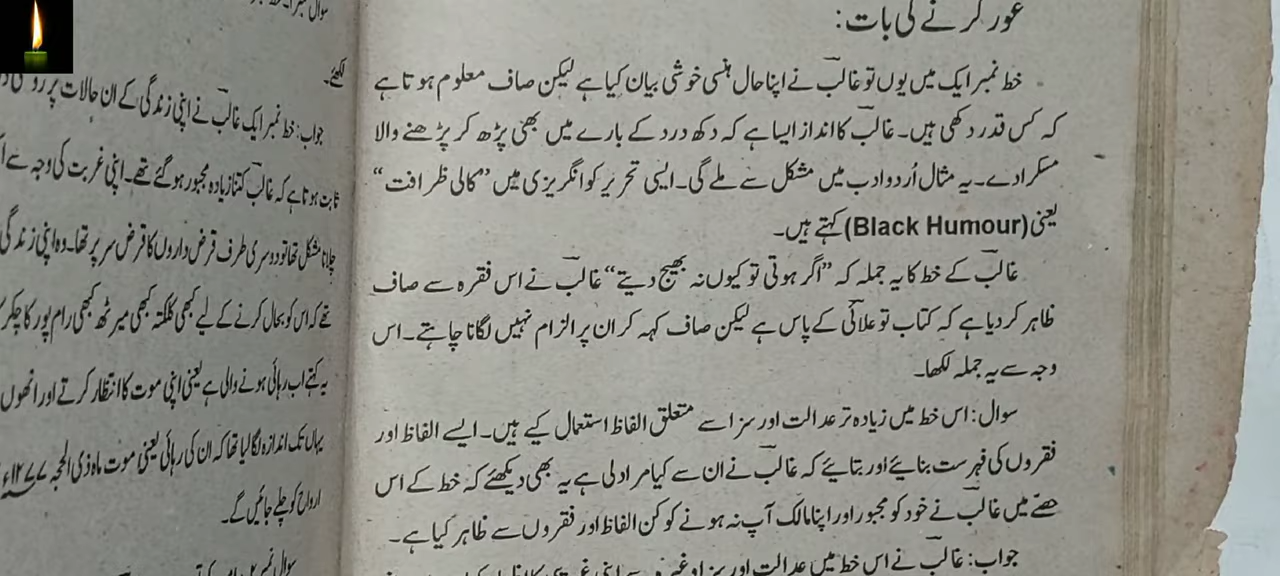 غور کرنے کی بات:
خط نمبر ایک میں یوں تو غالب نے اپنا حال ہنسی خوشی بیان کیا ہے لیکن صاف معلوم ہوتا ہے
کہ کس قدر دکھی ہیں۔ غالب کا انداز ایسا ہے کہ دکھ درد کے بارے میں بھی پڑھ کر پڑھنے والا
مسکرا دے۔ یہ مثال اُردو ادب میں مشکل سے ملے گی۔ ایسی تحریر کو انگریزی میں ”کالی ظرافت“
یعنی (Black Humour) کہتے ہیں۔
غالب کے خط کا یہ جملہ کہ ”اگر ہوتی تو کیوں نہ بھیج دیتے“ غالب نے اس فقرہ سے صاف
ظاہر کر دیا ہے کہ کتاب تو علائی کے پاس ہے لیکن صاف کہہ کر ان پر الزام نہیں لگانا چاہتے۔ اس
وجہ سے یہ جملہ لکھا۔
سوال: اس خط میں زیادہ تر عدالت اور سزا سے متعلق الفاظ استعمال کیے ہیں۔ ایسے الفاظ اور
فقروں کی فہرست بنائیے اور بتائیے کہ غالب نے ان سے کیا مراد لی ہے یہ بھی دیکھئے کہ خط کے اس
حصّے میں غالب نے خود کو مجبور اور اپنا مالک آپ نہ ہونے کو کن الفاظ اور فقروں سے ظاہر کیا ہے۔
جواب: غالب نے اس خط میں عدالت اور سزا وغیرہ سے اپنی
لکھئے۔
جواب: خط نمبر ایک غالب نے اپنی زندگی کے ان حالات پر
ثابت ہوتا ہے کہ غالب کتنا زیادہ مجبور ہو گئے تھے۔ اپنی غربت کی وجہ سے
چلانا مشکل تھا تو دوسری طرف قرض داروں کا قرض سر پر تھا۔ وہ اپنی زندگی
تھے کہ اس کو بحال کرنے کے لیے کبھی کلکتہ کبھی میرٹھ کبھی رام پور کا چکر
یہ کہتے اب رہائی ہونے والی ہے یعنی اپنی موت کا انتظار کرتے اور انھوں
یہاں تک اندازہ لگا لیا تھا کہ ان کی رہائی یعنی موت ماہ ذی الحجہ ۱۲۷۷ء
ارواح کو چلے جائیں گے۔